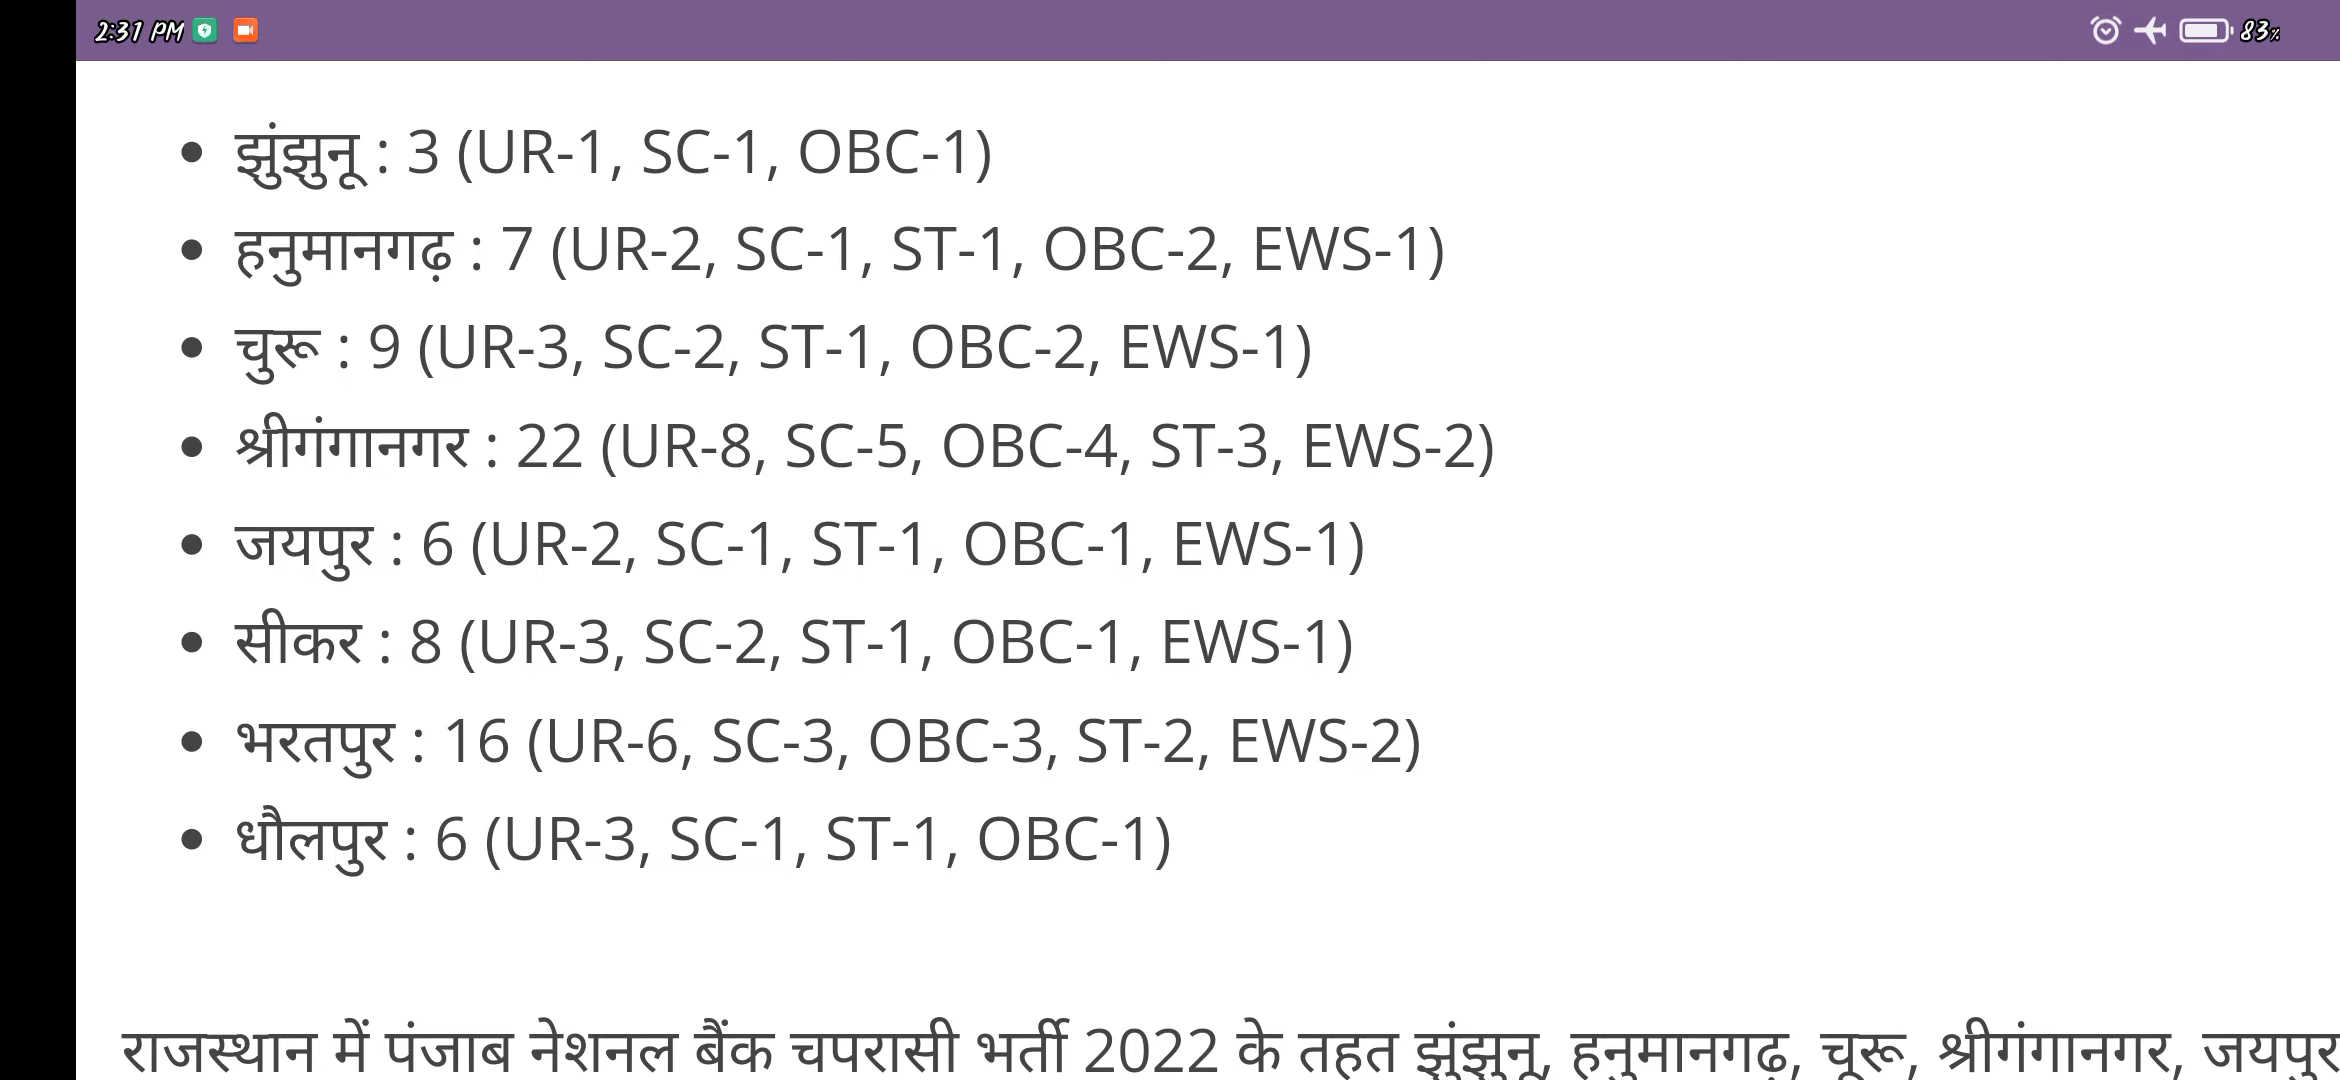 2:31 PM 83%
• झुंझुनू : 3 (UR-1, SC-1, OBC-1)
• हनुमानगढ़ : 7 (UR-2, SC-1, ST-1, OBC-2, EWS-1)
• चुरू : 9 (UR-3, SC-2, ST-1, OBC-2, EWS-1)
• श्रीगंगानगर : 22 (UR-8, SC-5, OBC-4, ST-3, EWS-2)
• जयपुर : 6 (UR-2, SC-1, ST-1, OBC-1, EWS-1)
• सीकर : 8 (UR-3, SC-2, ST-1, OBC-1, EWS-1)
• भरतपुर : 16 (UR-6, SC-3, OBC-3, ST-2, EWS-2)
• धौलपुर : 6 (UR-3, SC-1, ST-1, OBC-1)
राजस्थान में पंजाब नेशनल बैंक चपरासी भर्ती 2022 के तहत झुंझुनू, हनुमानगढ़, चूरू, श्रीगंगानगर, जयपुर